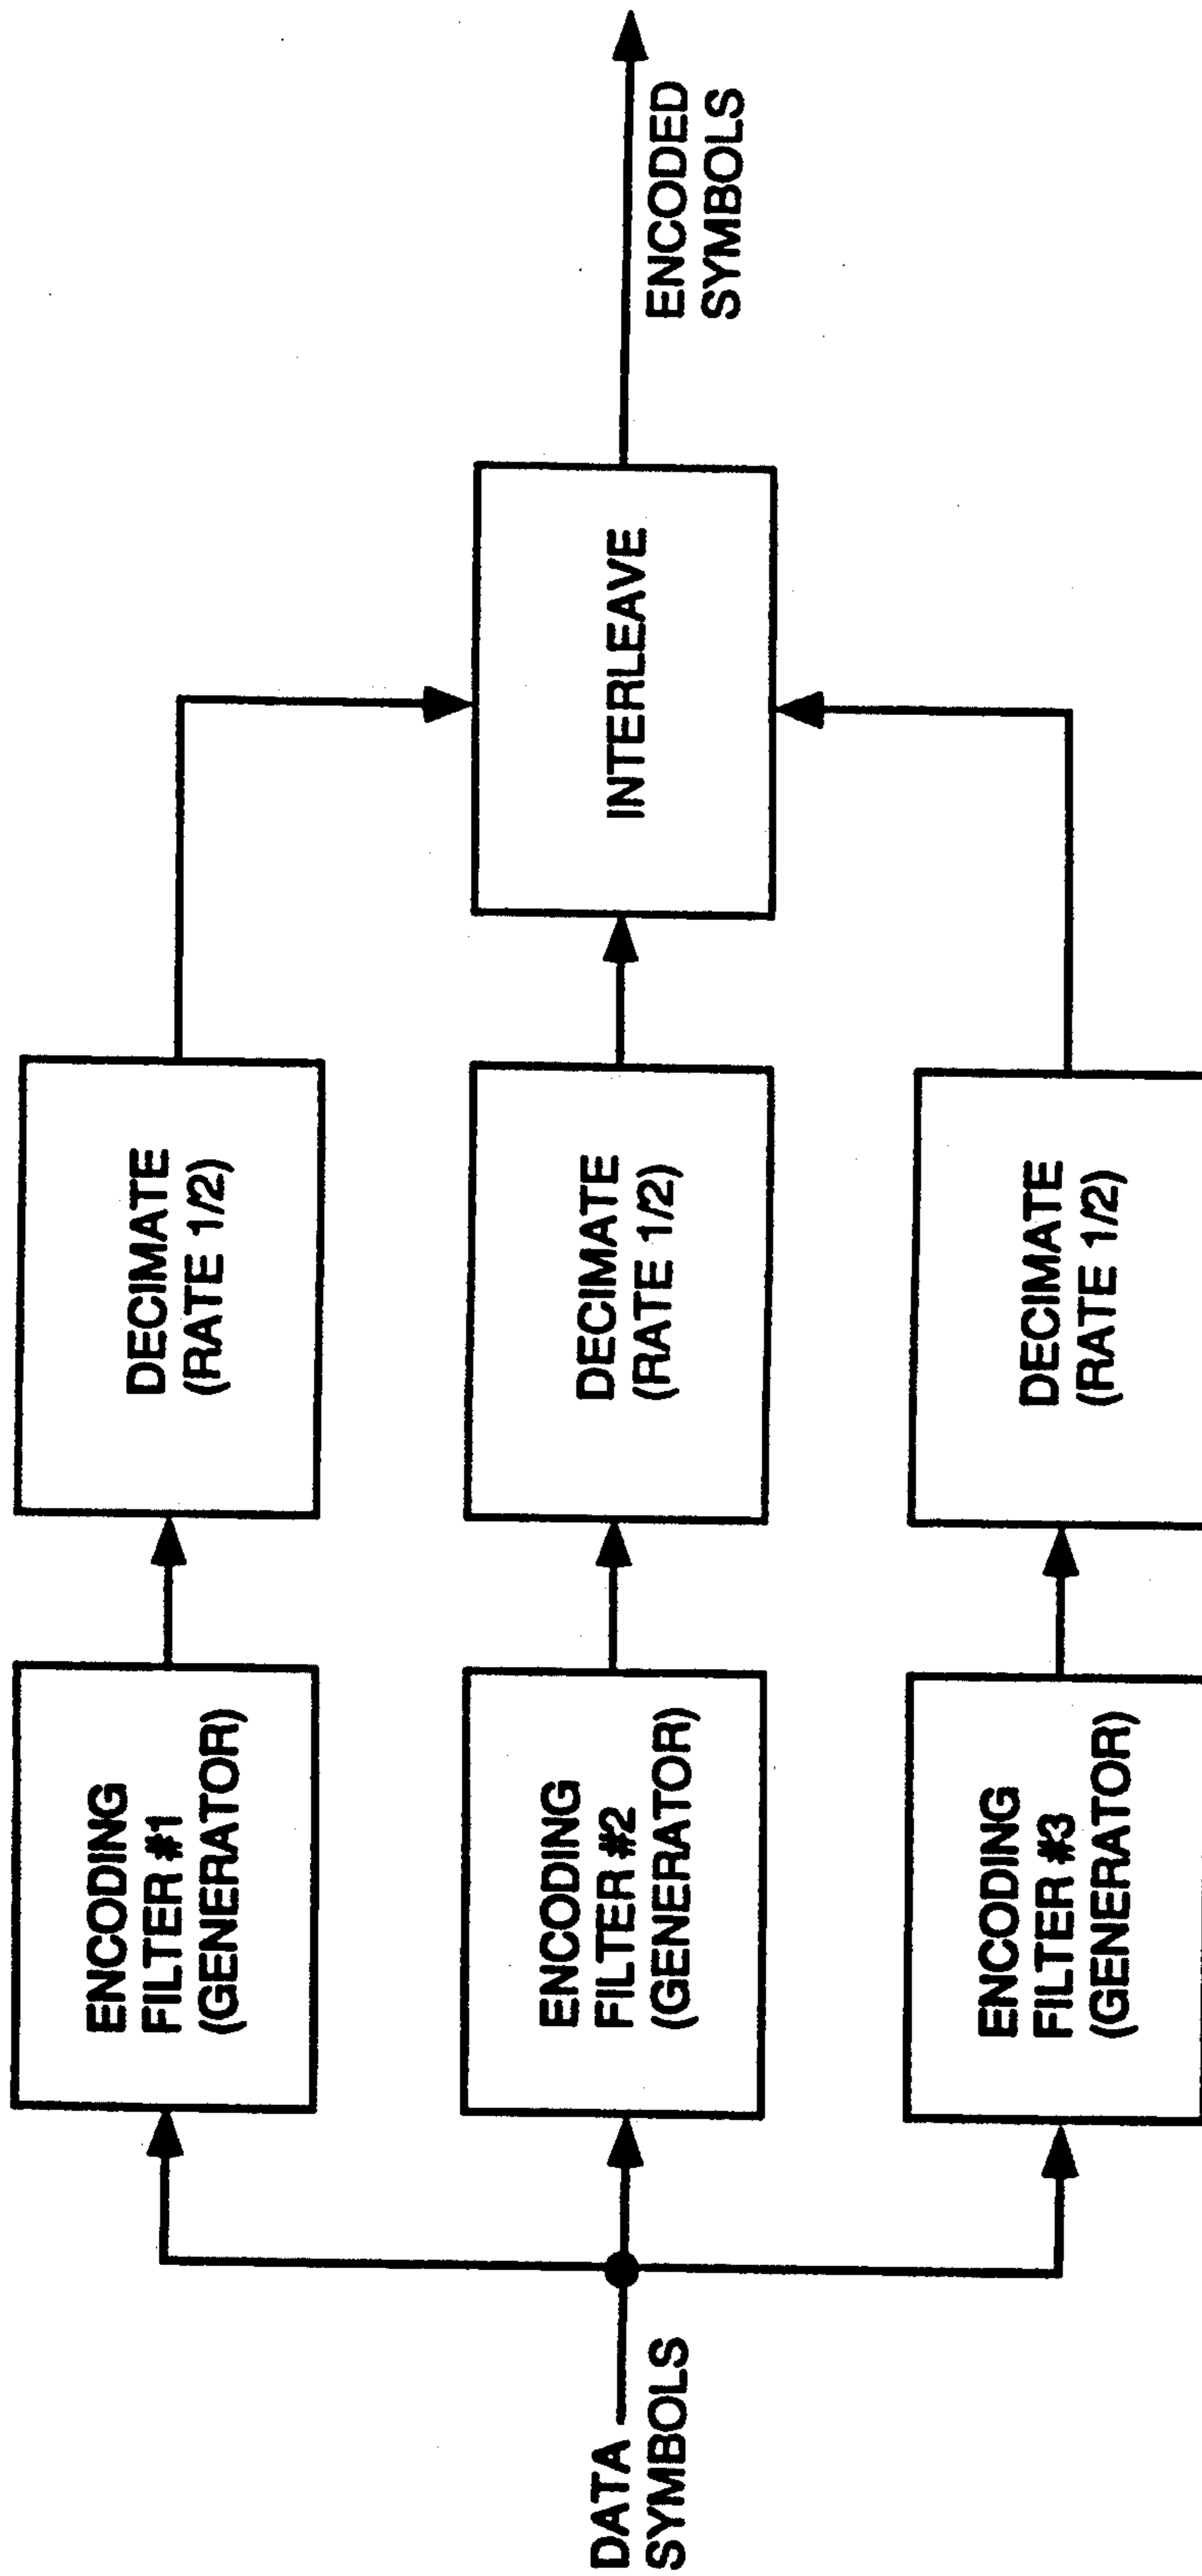 DATA
SYMBOLS
ENCODING
FILTER #1
(GENERATOR)
DECIMATE
(RATE 1/2)
ENCODING
FILTER #2
(GENERATOR)
DECIMATE
(RATE 1/2)
ENCODING
FILTER #3
(GENERATOR)
DECIMATE
(RATE 1/2)
INTERLEAVE
ENCODED
SYMBOLS